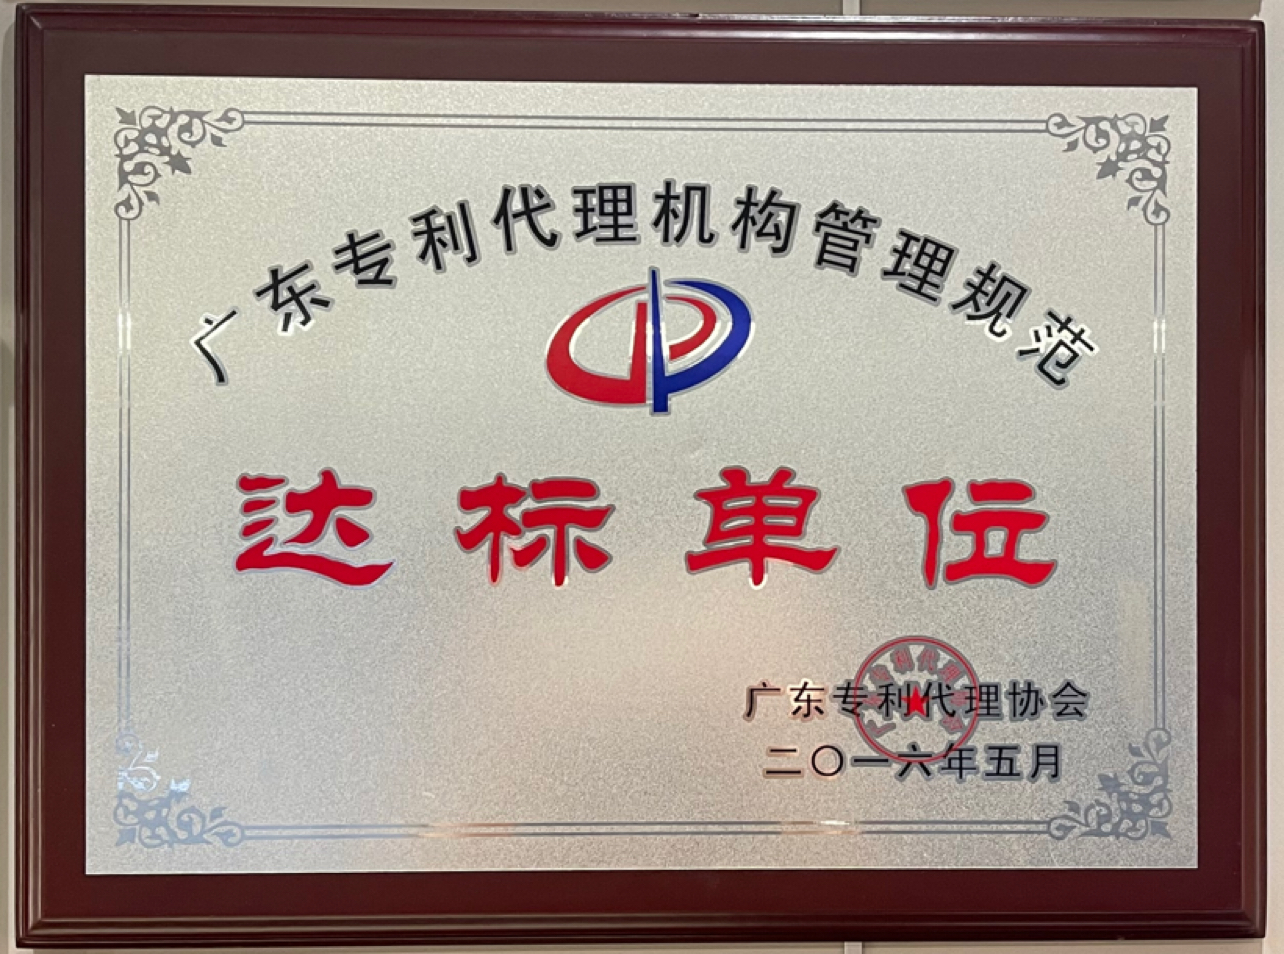 广东专利代理机构管理规范
达标单位
广东专利代理协会
二〇一六年五月